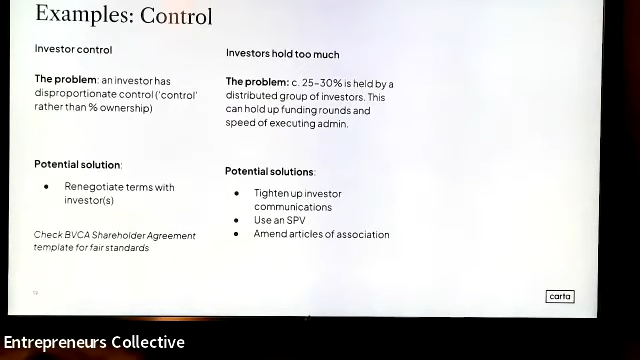 Examples: Control
Investor control
The problem: an investor has
disproportionate control ('control'
rather than % ownership)
Potential solution:
● Renegotiate terms with
investor(s)
Check BVCA Shareholder Agreement
template for fair standards
Investors hold too much
The problem: c. 25–30% is held by a
distributed group of investors. This
can hold up funding rounds and
speed of executing admin.
Potential solutions:
● Tighten up investor
communications
● Use an SPV
● Amend articles of association
carta
Entrepreneurs Collective